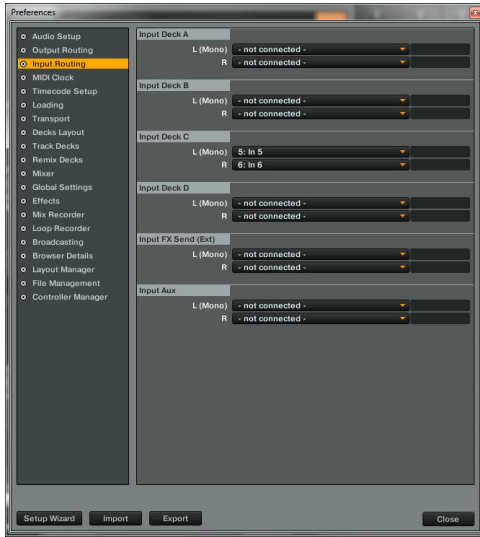 Preferences
Audio Setup
Output Routing
Input Routing
MIDI Clock
Timecode Setup
Loading
Transport
Decks Layout
Track Decks
Remix Decks
Mixer
Global Settings
Effects
Mix Recorder
Loop Recorder
Broadcasting
Browser Details
Layout Manager
File Management
Controller Manager
Input Deck A
L (Mono) - not connected -
R - not connected -
Input Deck B
L (Mono) - not connected -
R - not connected -
Input Deck C
L (Mono) 5: In 5
R 6: In 6
Input Deck D
L (Mono) - not connected -
R - not connected -
Input FX Send (Ext)
L (Mono) - not connected -
R - not connected -
Input Aux
L (Mono) - not connected -
R - not connected -
Setup Wizard Import Export Close